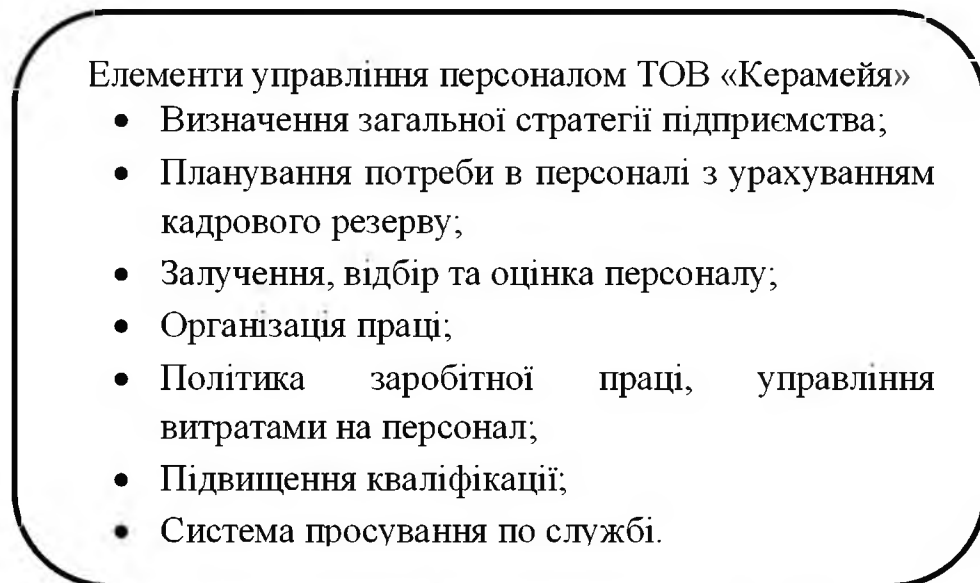 Елементи управління персоналом ТОВ «Керамейя»
• Визначення загальної стратегії підприємства;
• Планування потреби в персоналі з урахуванням
кадрового резерву;
• Залучення, відбір та оцінка персоналу;
• Організація праці;
• Політика заробітної праці, управління
витратами на персонал;
• Підвищення кваліфікації;
• Система просування по службі.